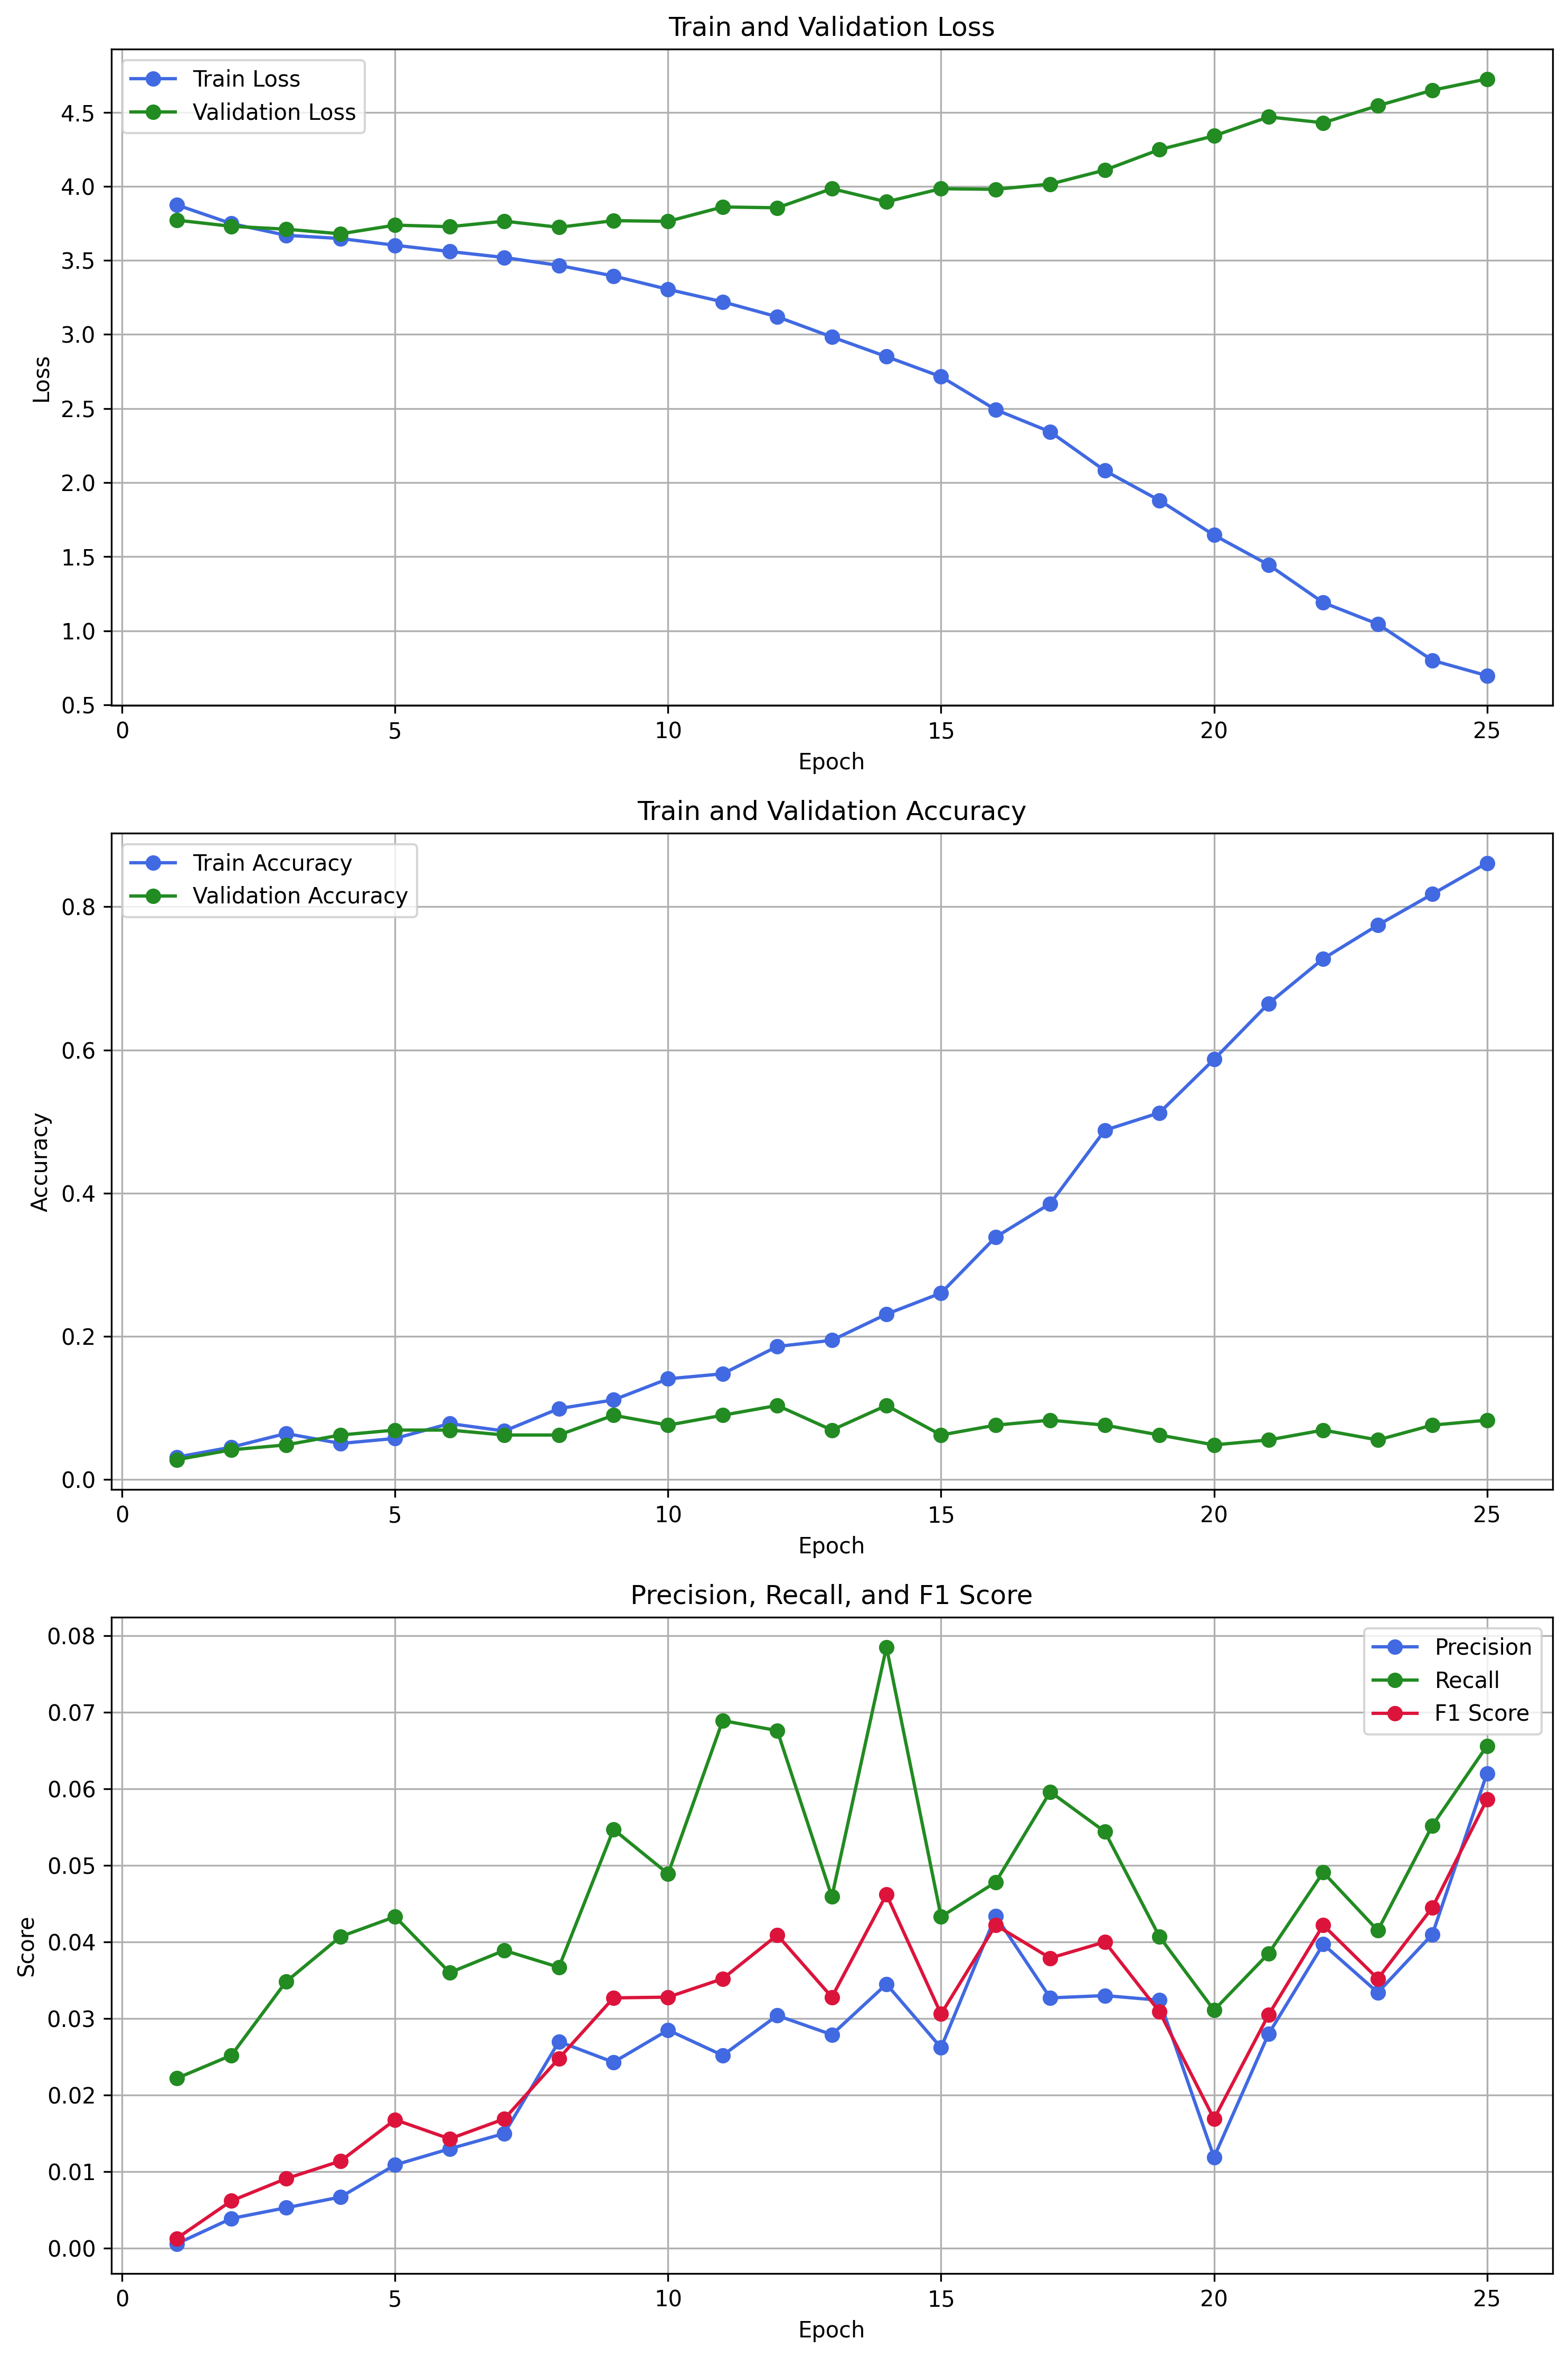 Train and Validation Loss
Train Loss
Validation Loss
4.5
4.0
3.5
3.0
2.5
2.0
1.5
1.0
0.5
Loss
0 5 10 15 20 25
Epoch
Train and Validation Accuracy
Train Accuracy
Validation Accuracy
0.8
0.6
0.4
0.2
0.0
Accuracy
0 5 10 15 20 25
Epoch
Precision, Recall, and F1 Score
Precision
Recall
F1 Score
0.08
0.07
0.06
0.05
0.04
0.03
0.02
0.01
0.00
Score
0 5 10 15 20 25
Epoch